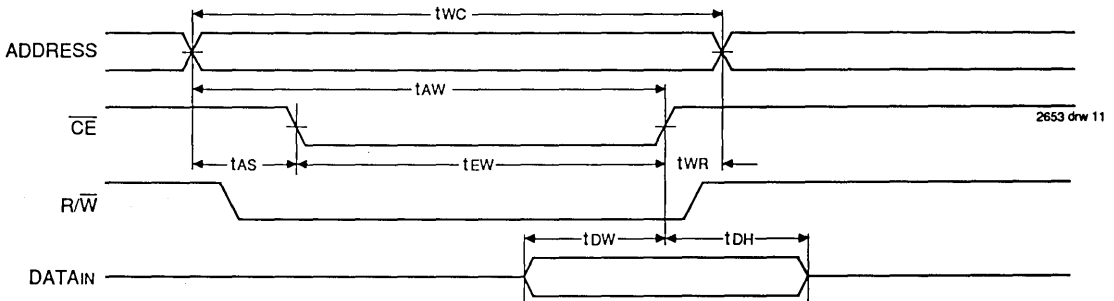 tWC
ADDRESS
tAW
CE
2653 drw 11
tAS
tEW
tWR
R/W
tDW
tDH
DATAIN